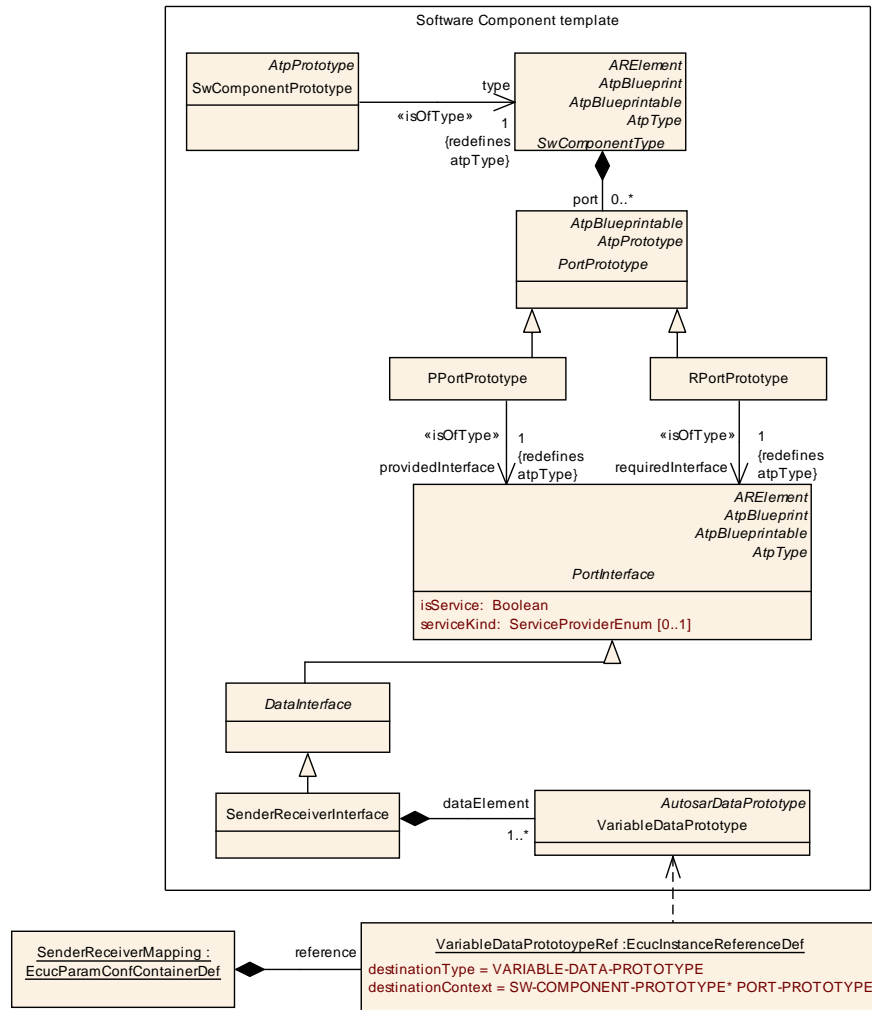 Software Component template
AtpPrototype
SwComponentPrototype
type
«isOfType»
1
{redefines
atpType}
ARElement
AtpBlueprint
AtpBlueprintable
AtpType
SwComponentType
port 0..*
AtpBlueprintable
AtpPrototype
PortPrototype
PPortPrototype
RPortPrototype
«isOfType»
1
{redefines
atpType}
providedInterface
«isOfType»
1
{redefines
atpType}
requiredInterface
ARElement
AtpBlueprint
AtpBlueprintable
AtpType
PortInterface
isService: Boolean
serviceKind: ServiceProviderEnum [0..1]
DataInterface
SenderReceiverInterface
dataElement
1..*
AutosarDataPrototype
VariableDataPrototype
SenderReceiverMapping :
EcucParamConfContainerDef
reference
VariableDataPrototoypeRef :EcucInstanceReferenceDef
destinationType = VARIABLE-DATA-PROTOTYPE
destinationContext = SW-COMPONENT-PROTOTYPE* PORT-PROTOTYPE